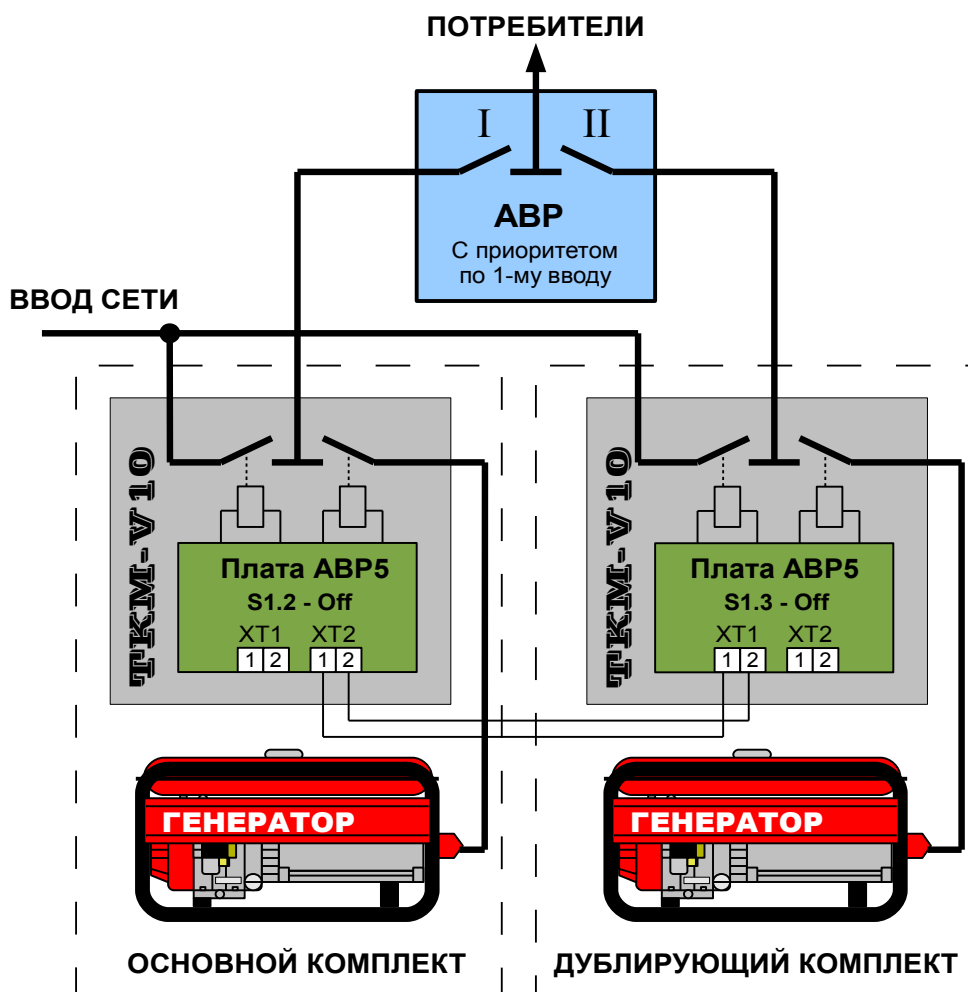 ПОТРЕБИТЕЛИ
I II
АВР
С приоритетом
по 1-му вводу
ВВОД СЕТИ
TKM-V10
Плата АВР5
S1.2 - Off
XT1 XT2
1 2 1 2
ГЕНЕРАТОР
ОСНОВНОЙ КОМПЛЕКТ
TKM-V10
Плата АВР5
S1.3 - Off
XT1 XT2
1 2 1 2
ГЕНЕРАТОР
ДУБЛИРУЮЩИЙ КОМПЛЕКТ